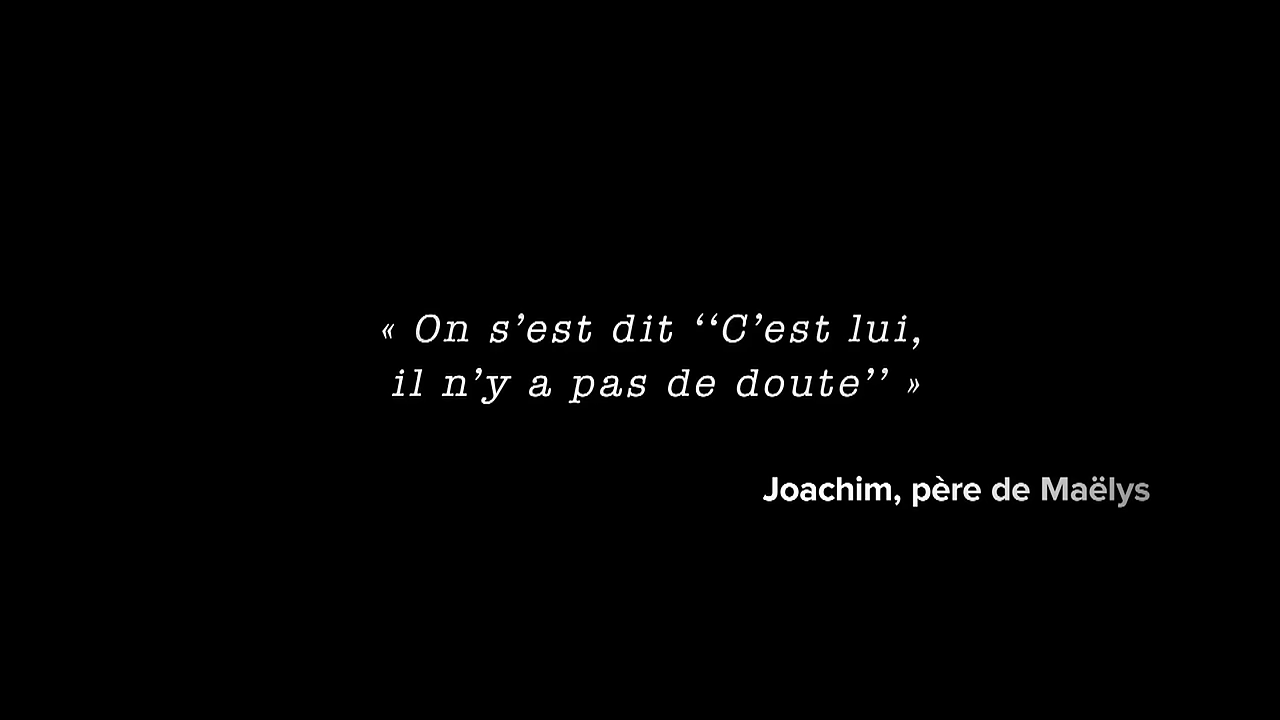 « On s’est dit ‘‘C’est lui,
il n’y a pas de doute’’ »
Joachim, père de Maëlys